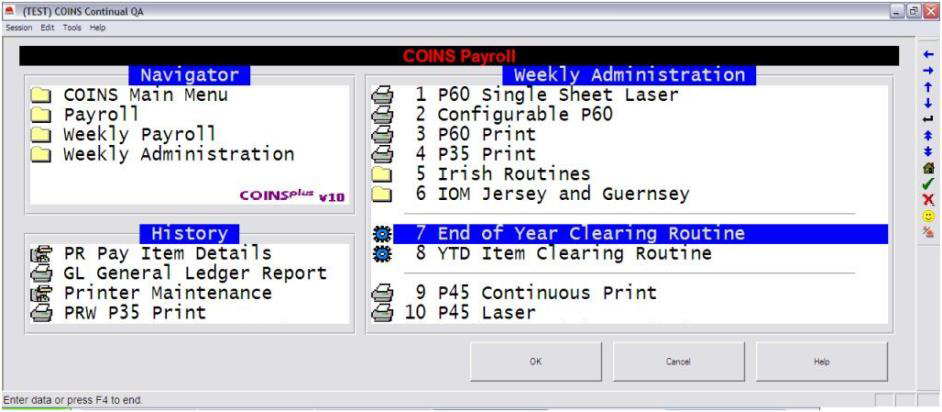 (TEST) COINS Continual QA
Session Edit Tools Help
COINS Payroll
Navigator
COINS Main Menu
Payroll
Weekly Payroll
Weekly Administration
COINSplus v10
History
PR Pay Item Details
GL General Ledger Report
Printer Maintenance
PRW P35 Print
Weekly Administration
1 P60 Single Sheet Laser
2 Configurable P60
3 P60 Print
4 P35 Print
5 Irish Routines
6 IOM Jersey and Guernsey
7 End of Year Clearing Routine
8 YTD Item Clearing Routine
9 P45 Continuous Print
10 P45 Laser
OK Cancel Help
Enter data or press F4 to end.